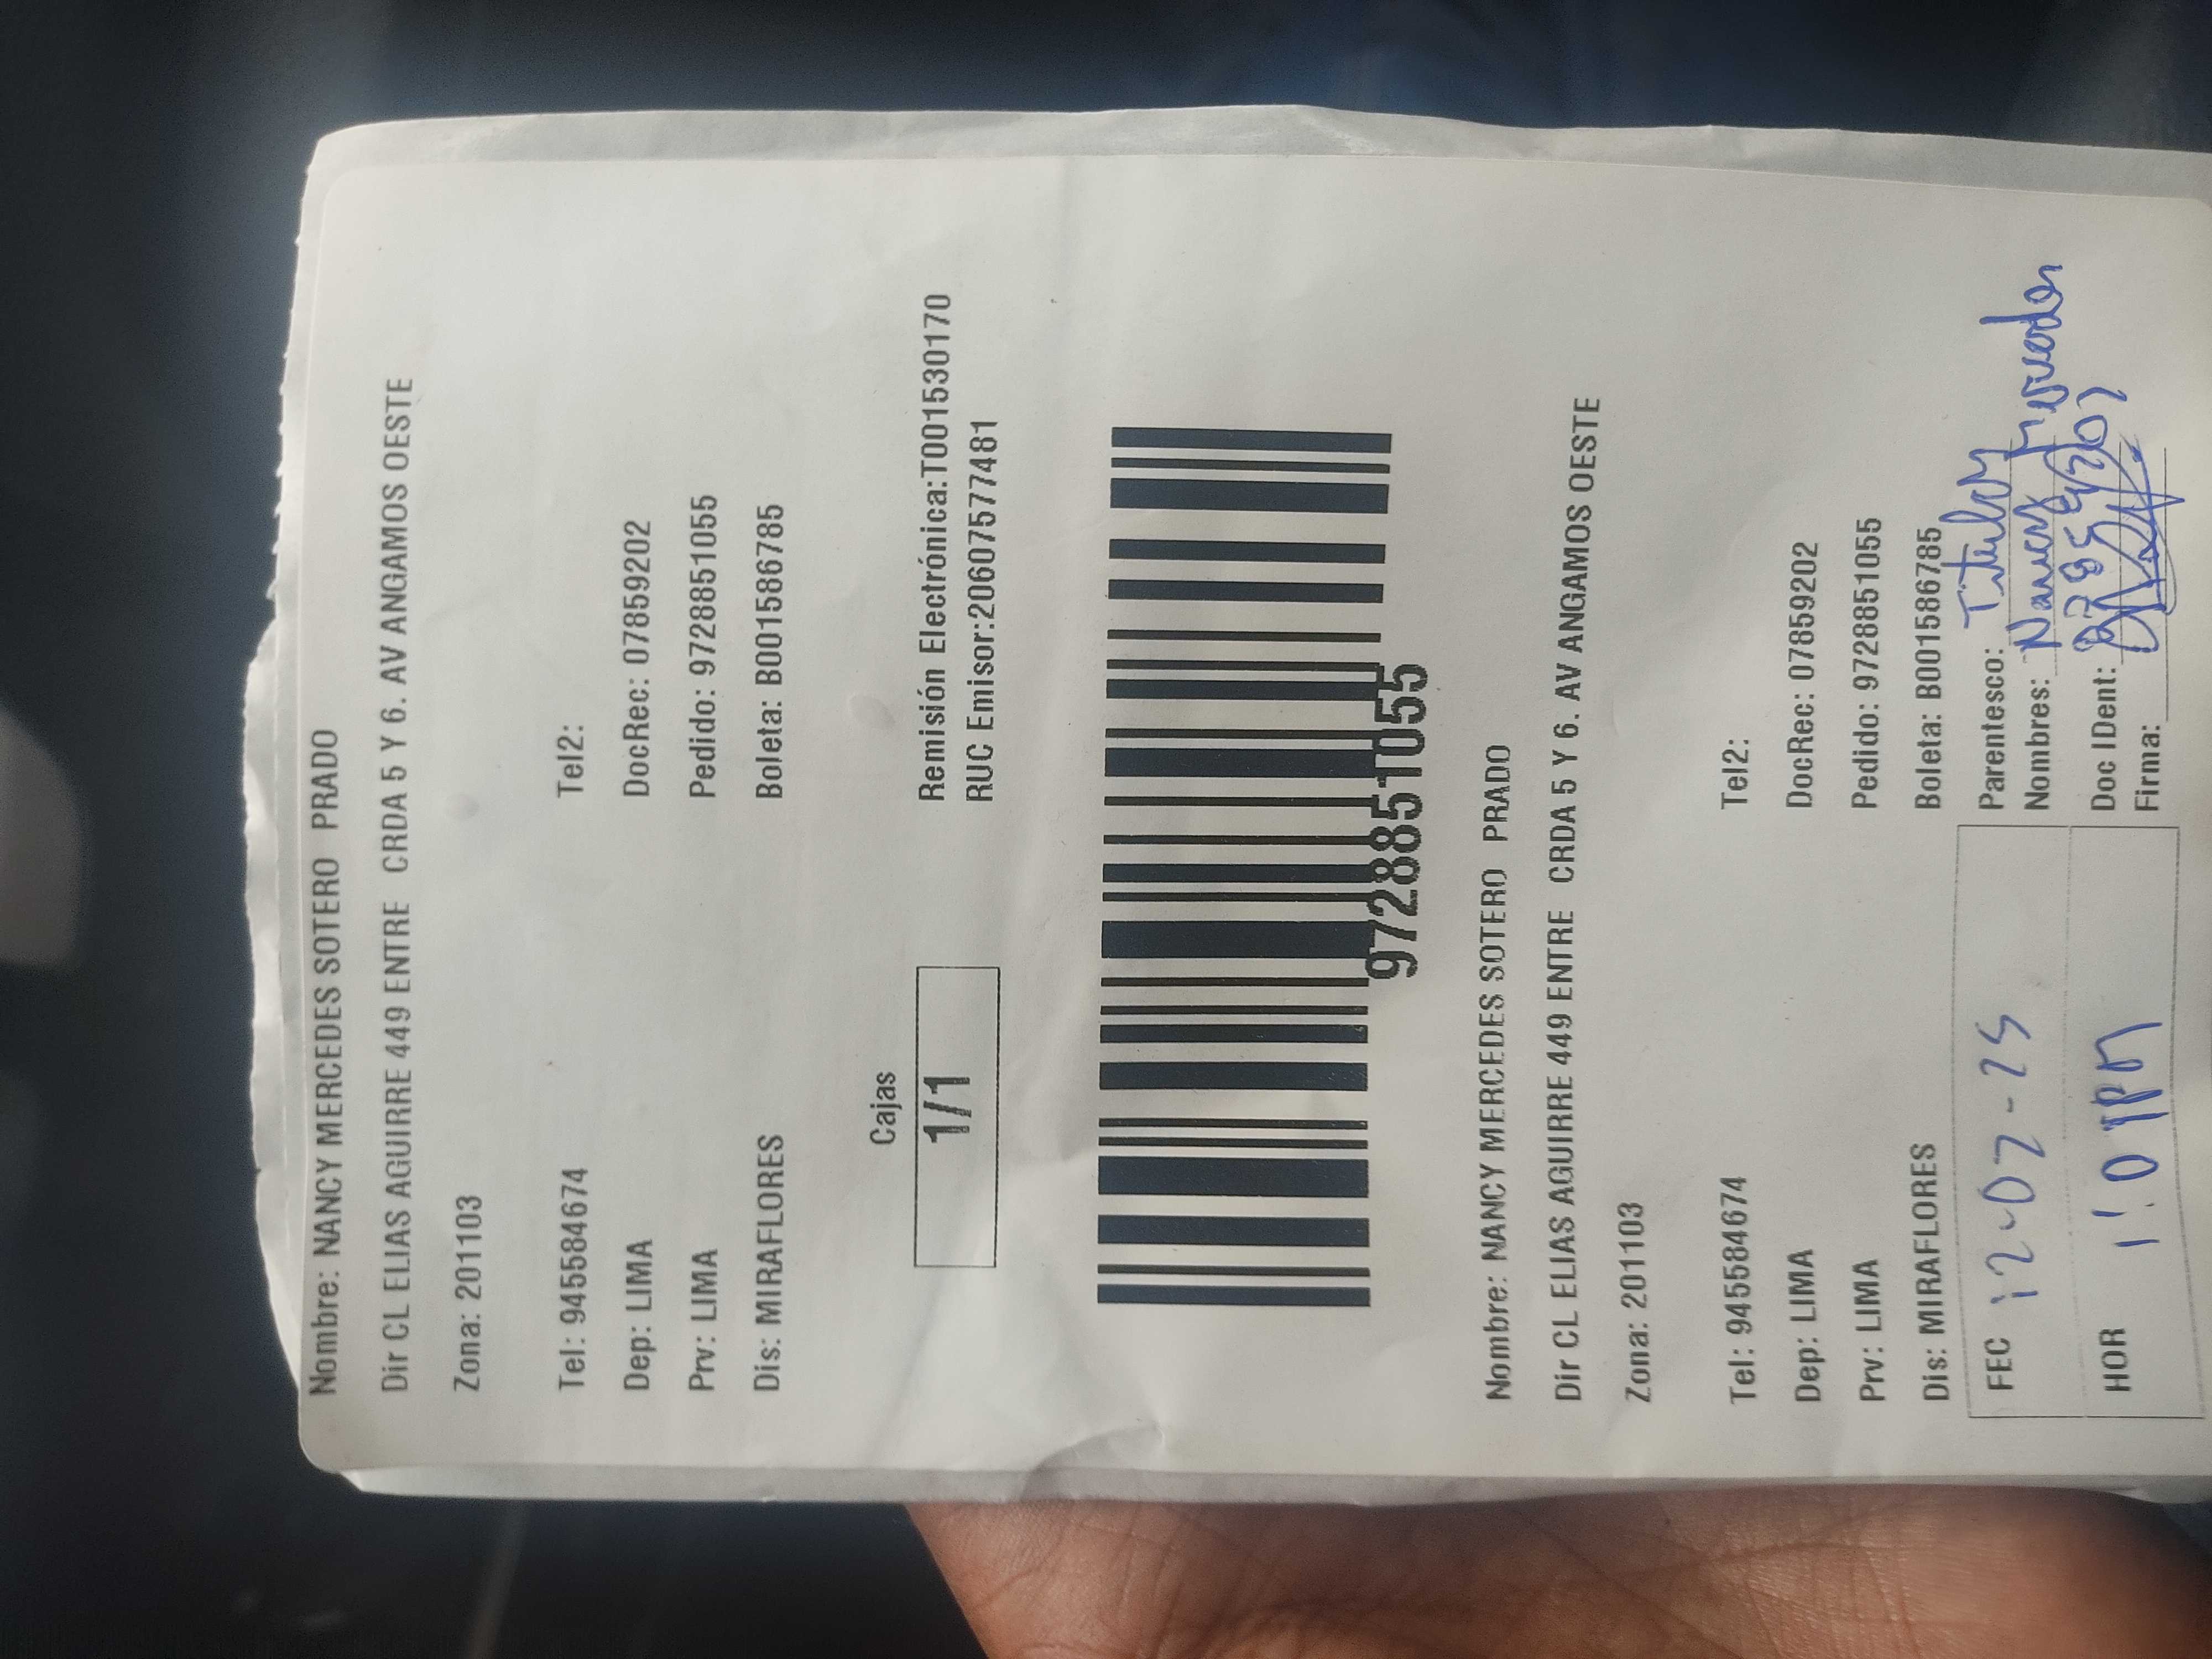 Nombre: NANCY MERCEDES SOTERO PRADO
Dir CL ELIAS AGUIRRE 449 ENTRE CRDA 5 Y 6. AV ANGAMOS OESTE
Zona: 201103
Tel: 945584674 Tel2:
Dep: LIMA DocRec: 07859202
Prv: LIMA Pedido: 9728851055
Dis: MIRAFLORES Boleta: B001586785
Cajas
1/1
Remisión Electrónica:T001530170
RUC Emisor:20607577481
9728851055
Nombre: NANCY MERCEDES SOTERO PRADO
Dir CL ELIAS AGUIRRE 449 ENTRE CRDA 5 Y 6. AV ANGAMOS OESTE
Zona: 201103
Tel: 945584674 Tel2:
Dep: LIMA DocRec: 07859202
Prv: LIMA Pedido: 9728851055
Dis: MIRAFLORES Boleta: B001586785
FEC 12-07-25 Parentesco: Titular
Nombres: Nancy
HOR Doc IDent: 07859202
Firma: